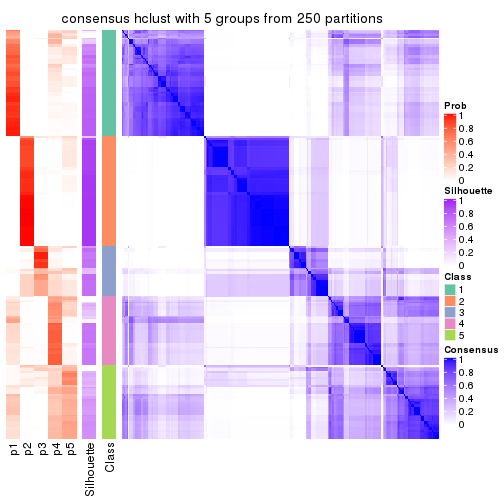 consensus hclust with 5 groups from 250 partitions
Prob
1
0.8
0.6
0.4
0.2
0
Silhouette
1
0.8
0.6
0.4
0.2
0
Class
1
2
3
4
5
Consensus
1
0.8
0.6
0.4
0.2
0
p1
p2
p3
p4
p5
Silhouette
Class